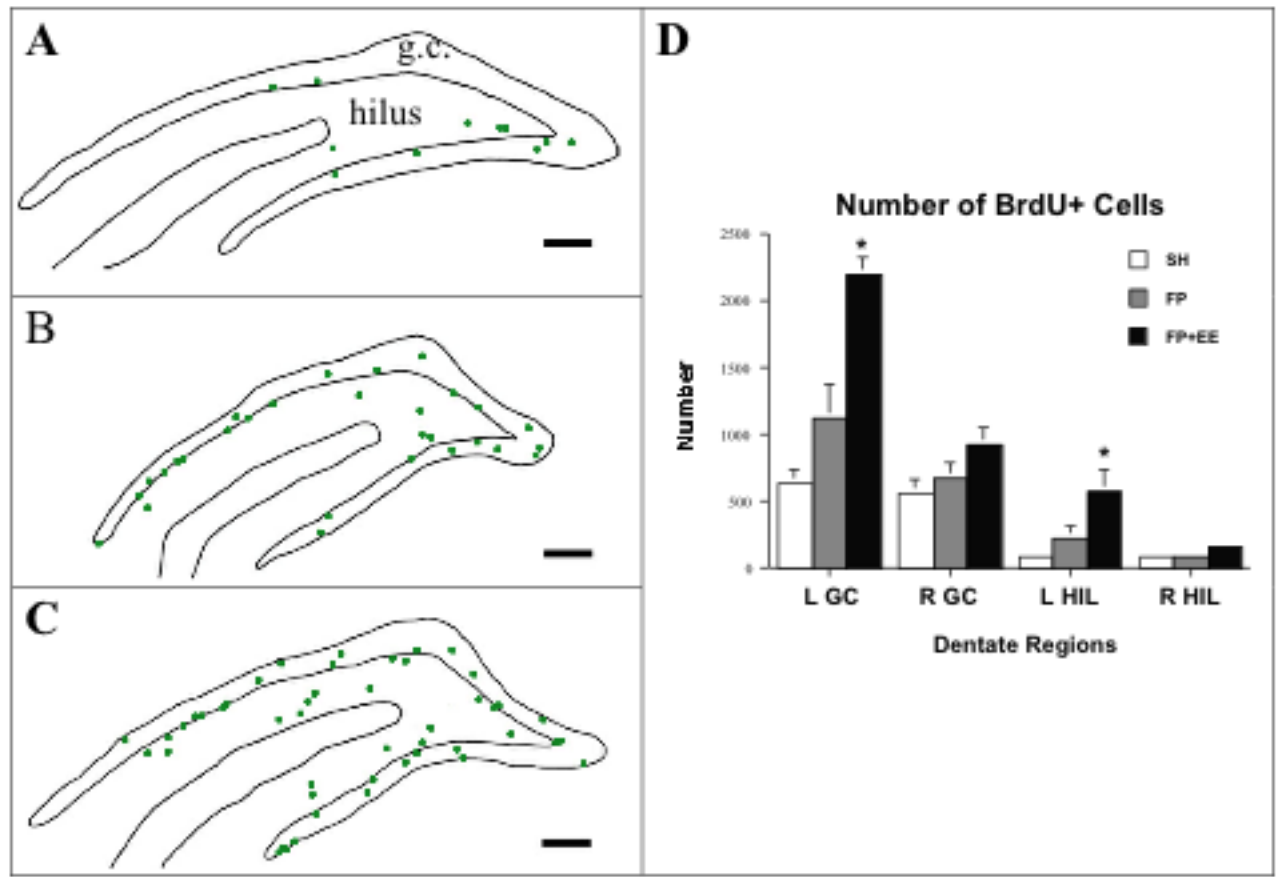 A
g.c.
hilus
B
C
D
Number of BrdU+ Cells
2500
2000
1500
1000
500
0
Number
*
*
SH
FP
FP+EE
L GC
R GC
L HIL
R HIL
Dentate Regions